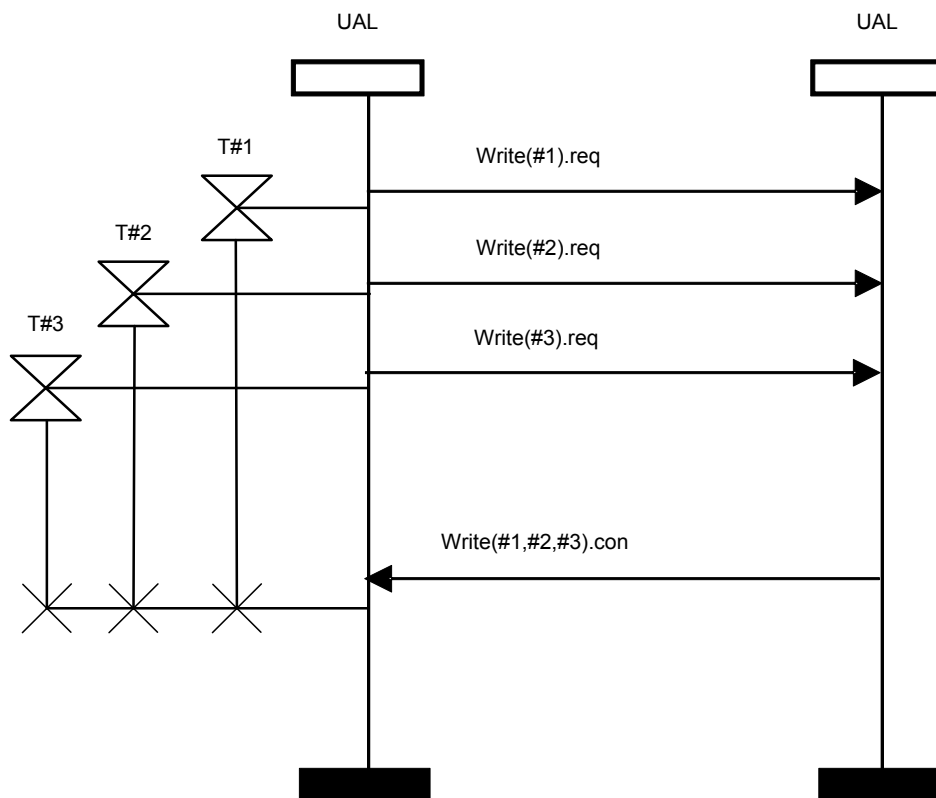 UAL
UAL
T#1
Write(#1).req
T#2
Write(#2).req
T#3
Write(#3).req
Write(#1,#2,#3).con